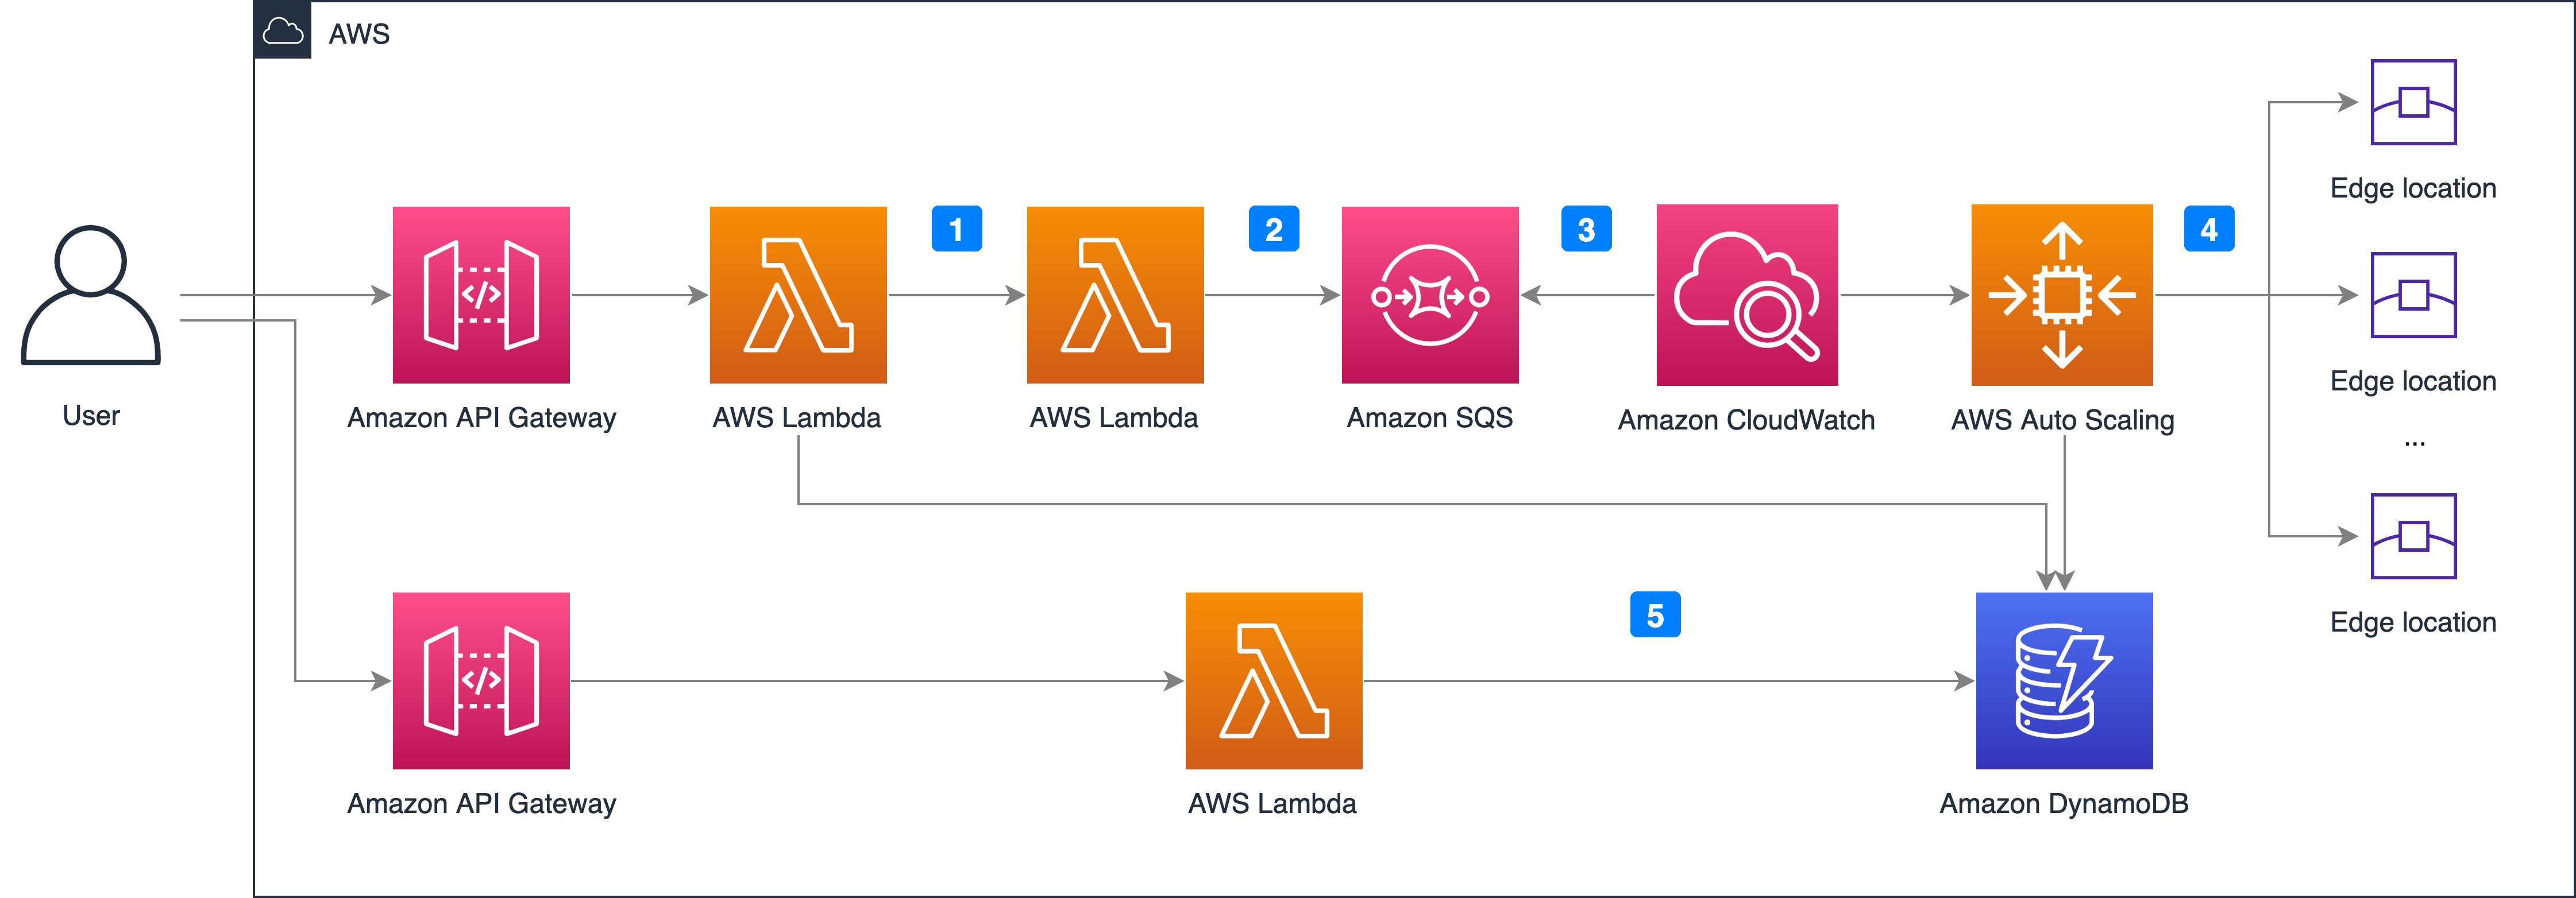 AWS
Edge location
1
2
3
4
Edge location
User
Amazon API Gateway
AWS Lambda
AWS Lambda
Amazon SQS
Amazon CloudWatch
AWS Auto Scaling
...
5
Edge location
Amazon API Gateway
AWS Lambda
Amazon DynamoDB